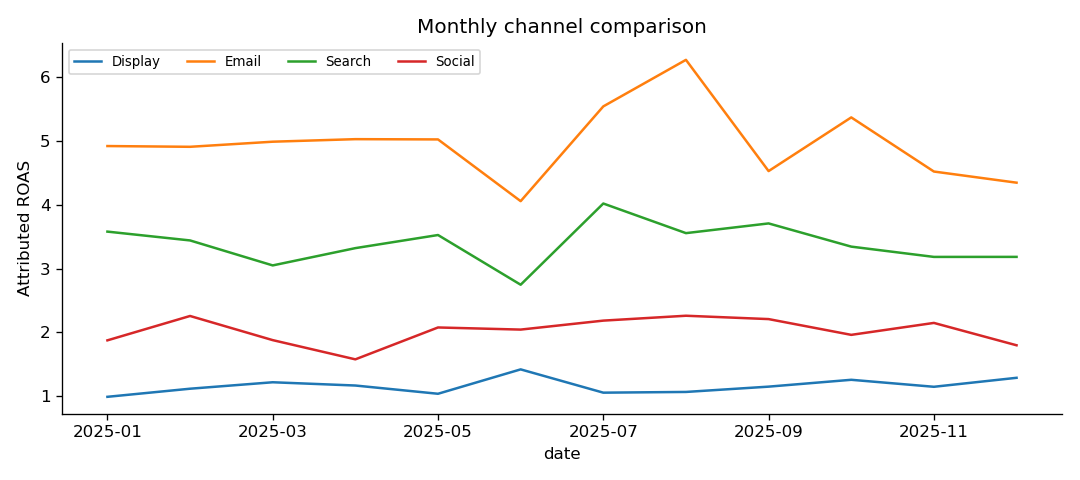 Monthly channel comparison
Display Email Search Social
Attributed ROAS
6
5
4
3
2
1
2025-01 2025-03 2025-05 2025-07 2025-09 2025-11
date